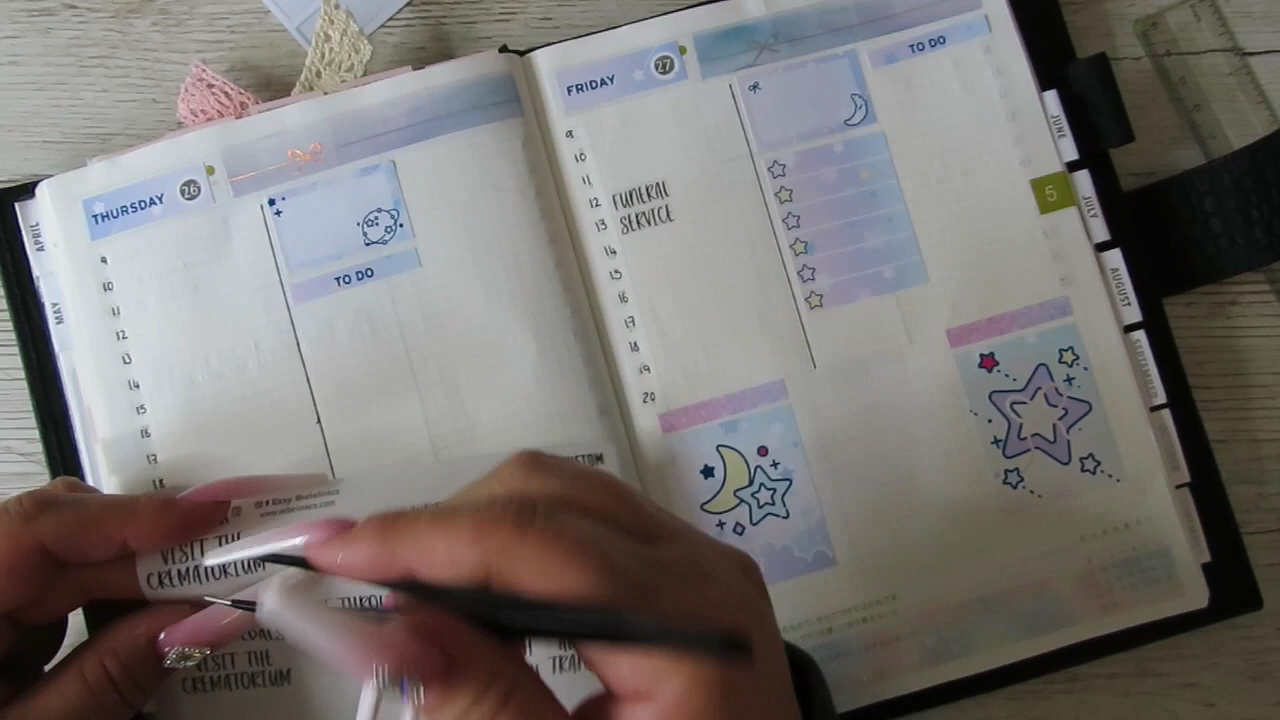 THURSDAY 26
9
10
11
12
13
14
15
16
17
18
TO DO
FRIDAY 27
9
10
11
12
13
14
15
16
17
18
19
20
FUNERAL
SERVICE
TO DO
APRIL
MAY
JUNE
5
JULY
AUGUST
SEPTEMBER
VISIT THE
CREMATORIUM
VISIT THE
CREMATORIUM